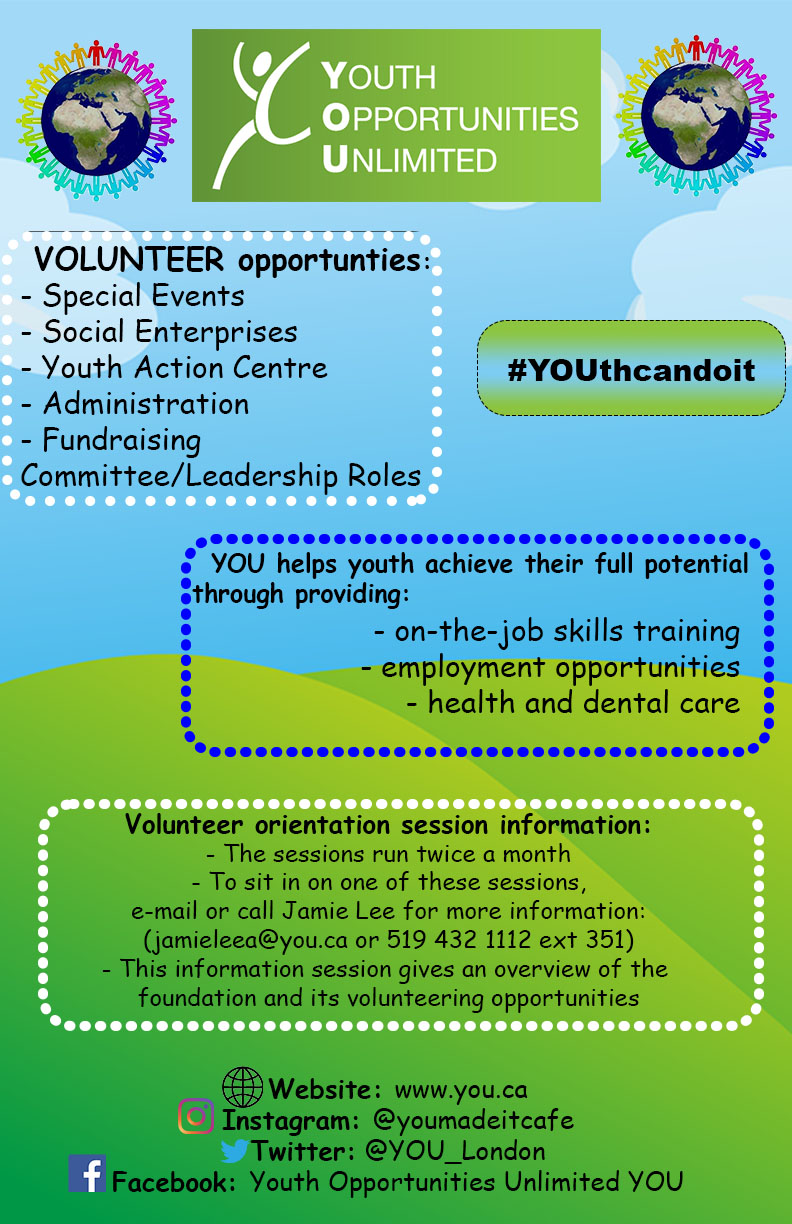 YOUTH
OPPORTUNITIES
UNLIMITED
VOLUNTEER opportunties:
- Special Events
- Social Enterprises
- Youth Action Centre
- Administration
- Fundraising
Committee/Leadership Roles
#YOUthcandoit
YOU helps youth achieve their full potential
through providing:
- on-the-job skills training
- employment opportunities
- health and dental care
Volunteer orientation session information:
- The sessions run twice a month
- To sit in on one of these sessions,
e-mail or call Jamie Lee for more information:
(jamieleea@you.ca or 519 432 1112 ext 351)
- This information session gives an overview of the
foundation and its volunteering opportunities
Website: www.you.ca
Instagram: @youmadeitcafe
Twitter: @YOU_London
f Facebook: Youth Opportunities Unlimited YOU